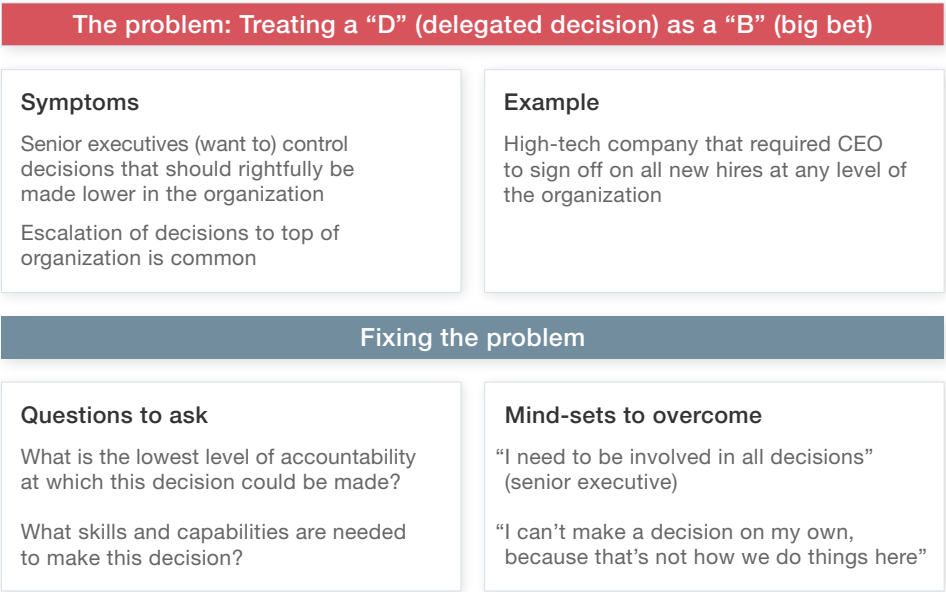 The problem: Treating a “D” (delegated decision) as a “B” (big bet)
Symptoms
Senior executives (want to) control
decisions that should rightfully be
made lower in the organization
Escalation of decisions to top of
organization is common
Example
High-tech company that required CEO
to sign off on all new hires at any level of
the organization
Fixing the problem
Questions to ask
What is the lowest level of accountability
at which this decision could be made?
What skills and capabilities are needed
to make this decision?
Mind-sets to overcome
“I need to be involved in all decisions”
(senior executive)
“I can’t make a decision on my own,
because that’s not how we do things here”